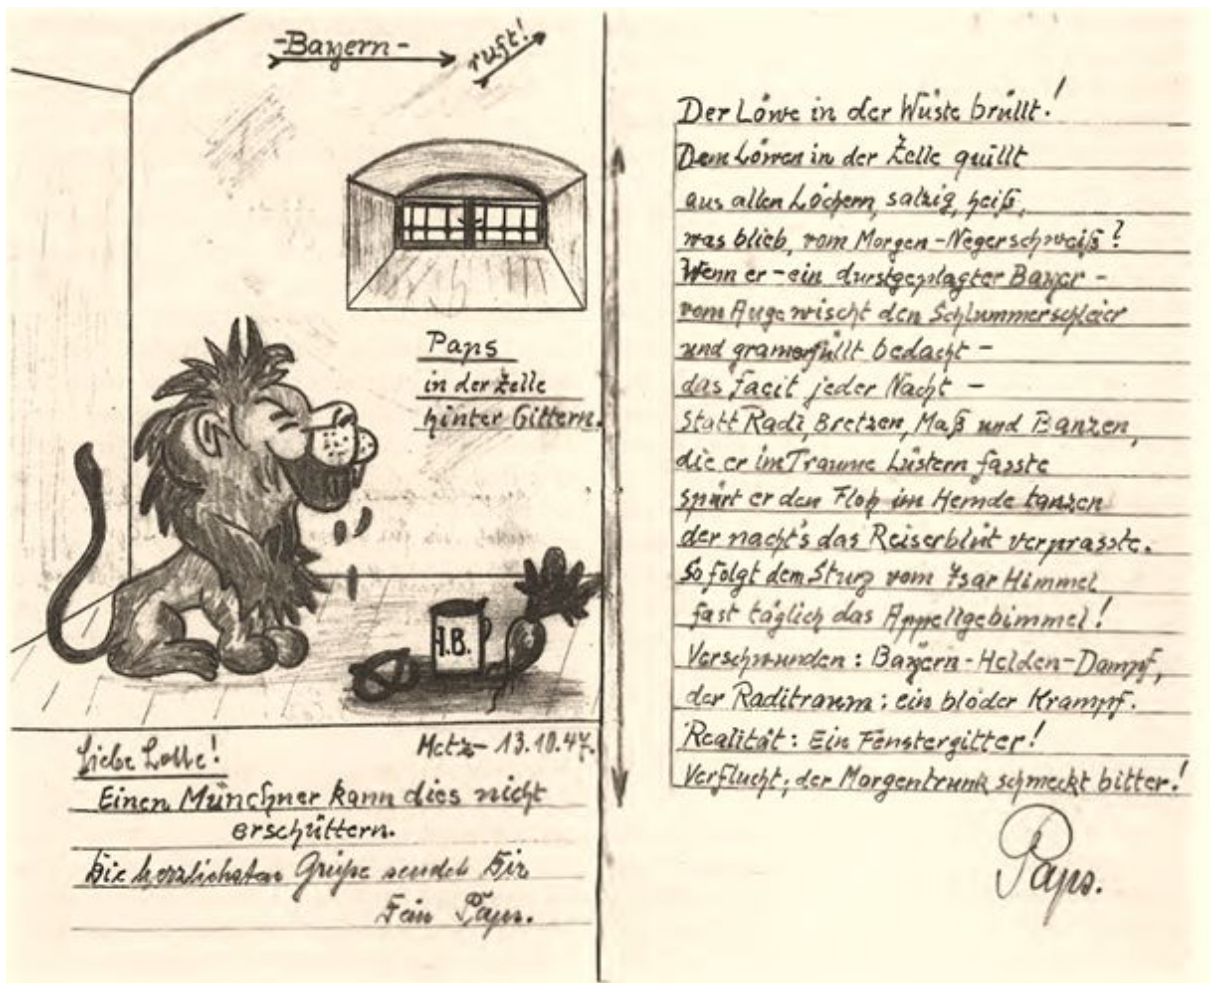 -Bayern-
ruft!
Paps
in der Zelle
hinter Gittern.
H.B.
Liebe Lotte!
Metz- 13.10.47.
Einen Münchner kann dies nicht
erschüttern.
Die herzlichsten Grüße sendet Dir
Dein Paps.
Der Löwe in der Wüste brüllt!
Dem Löwen in der Zelle quillt
aus allen Löchern, salzig, heiß,
was blieb, vom Morgen-Negerschweiß?
Wenn er - ein durstgeplagter Bayer -
vom Auge wischt den Schlummerschleier
und gramerfüllt bedacht -
das facit jeder Nacht -
Statt Radi, Bretzen, Maß und Banzen,
die er im Traume Lüstern fasste
spürt er den Floh im Hemde tanzen
der nacht's das Reiserblut verprasste.
So folgt dem Sturz vom Isar Himmel
fast täglich das Appellgebimmel!
Verschwunden: Bayern-Helden-Dampf,
der Raditraum: ein blöder Krampf.
Realität: Ein Fenstergitter!
Verflucht; der Morgentrunk schmeckt bitter!
Paps.